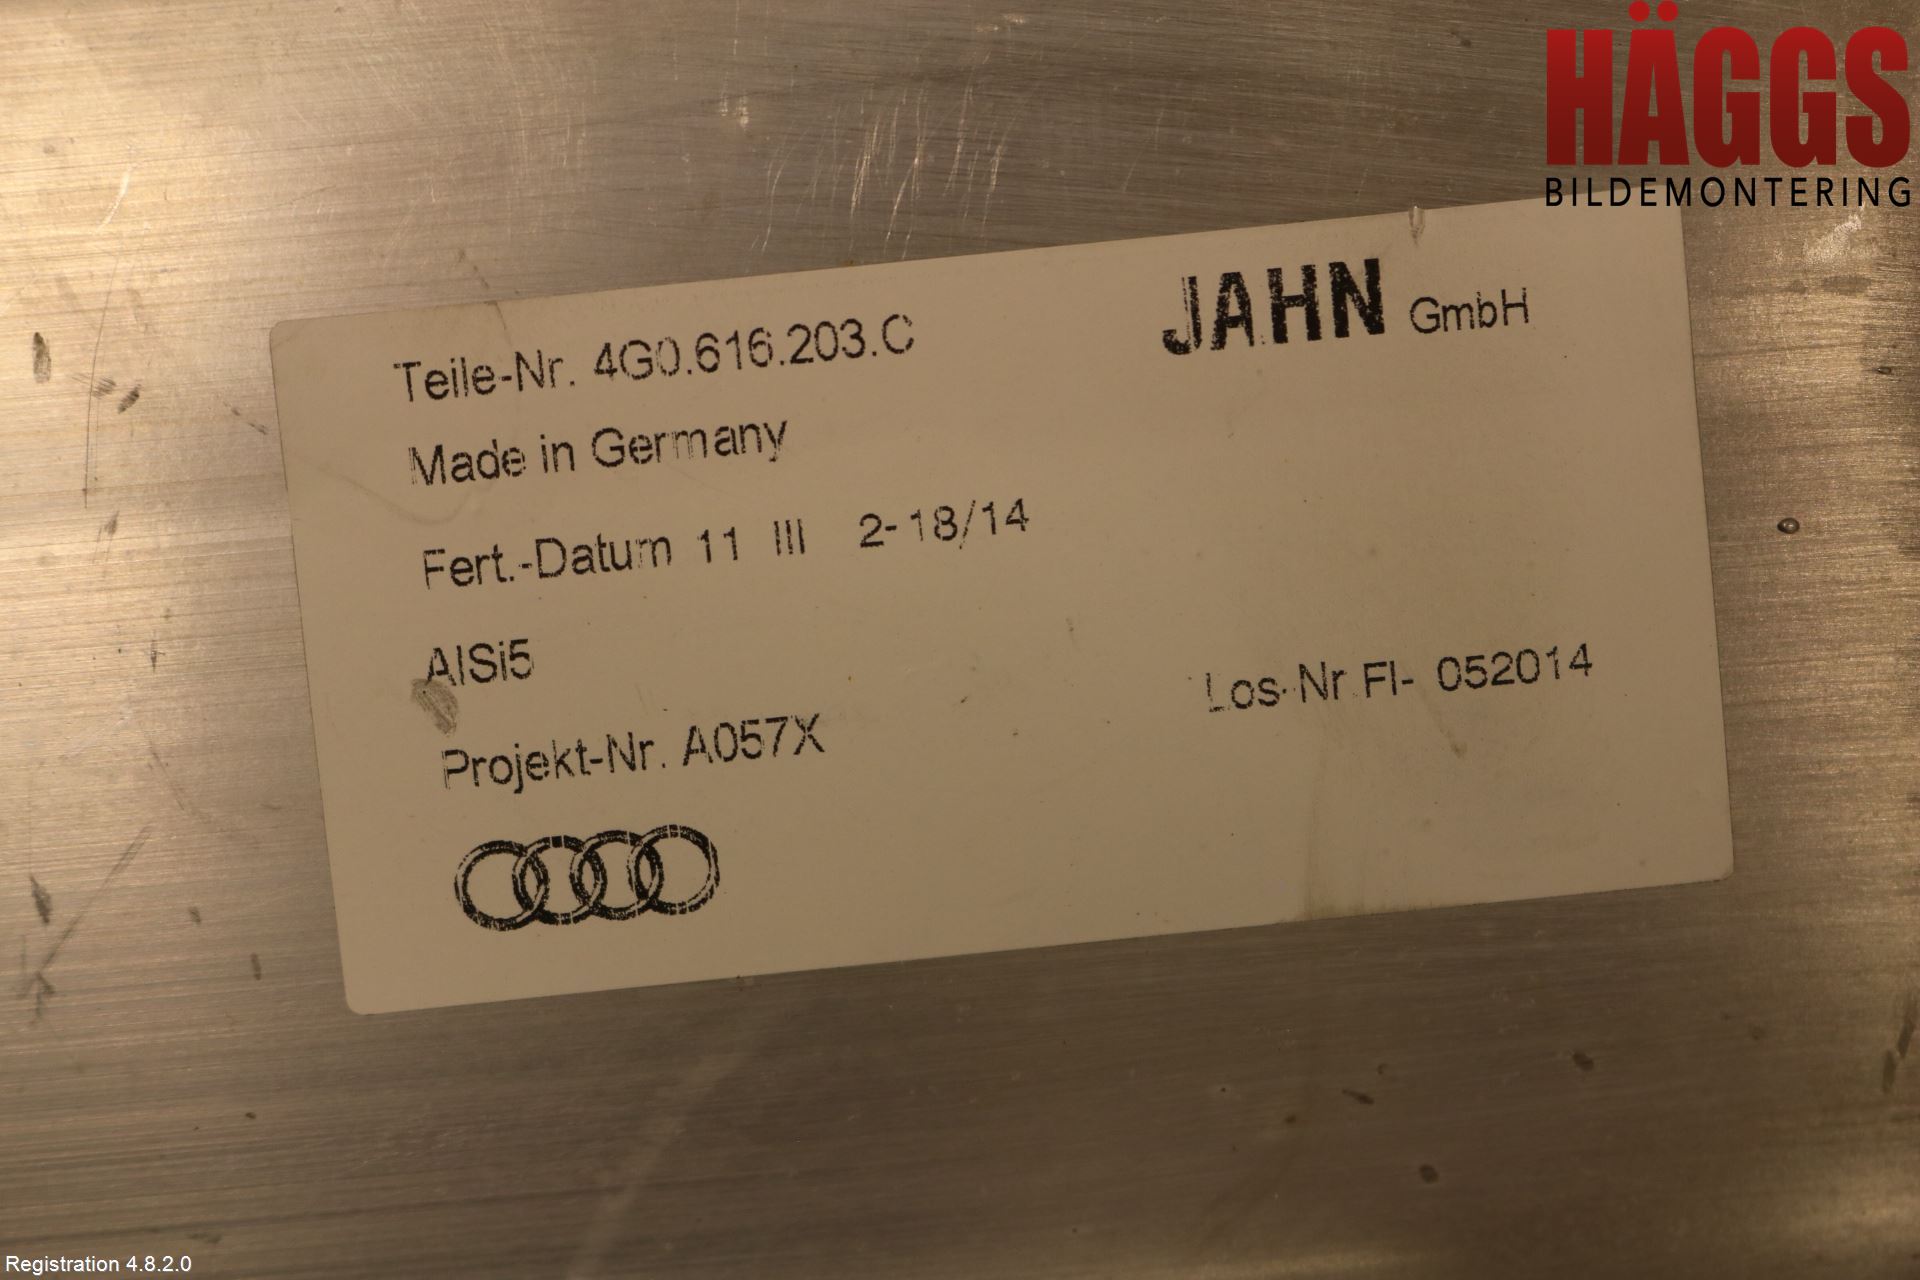 HÄGGS
BILDEMONTERING
JAHN GmbH
Teile-Nr. 4G0.616.203.C
Made in Germany
Fert.-Datum 11 III 2-18/14
AlSi5
Los-Nr FI- 052014
Projekt-Nr. A057X
Registration 4.8.2.0